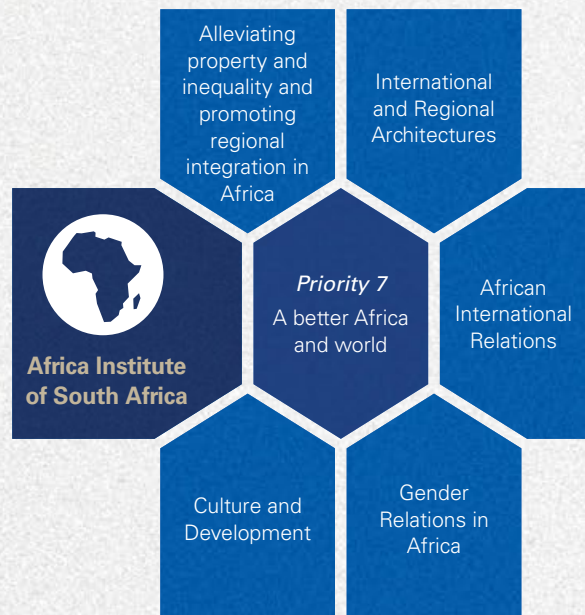 Alleviating
property and
inequality and
promoting
regional
integration in
Africa
International
and Regional
Architectures
Africa Institute
of South Africa
Priority 7
A better Africa
and world
African
International
Relations
Culture and
Development
Gender
Relations in
Africa